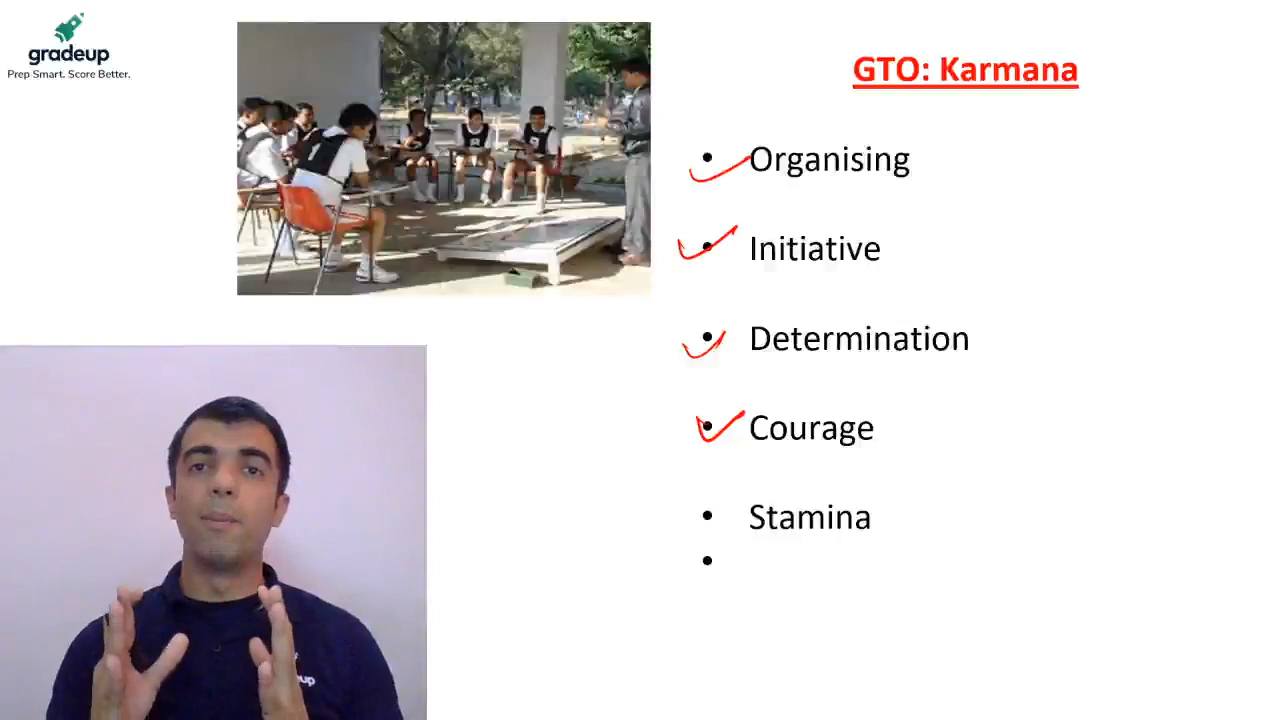 gradeup
Prep Smart. Score Better.
GTO: Karmana
• Organising
• Initiative
• Determination
• Courage
• Stamina
•